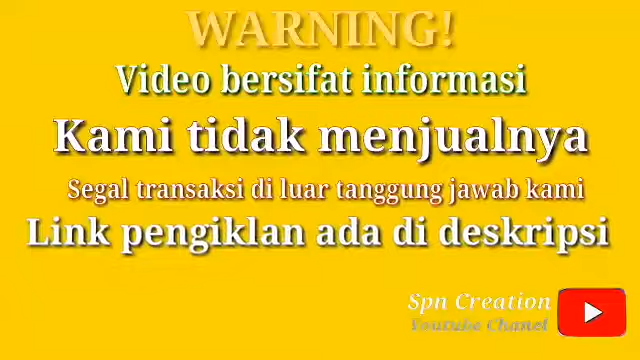 WARNING!
Video bersifat informasi
Kami tidak menjualnya
Segal transaksi di luar tanggung jawab kami
Link pengiklan ada di deskripsi
Spn Creation
Youtube Chanel